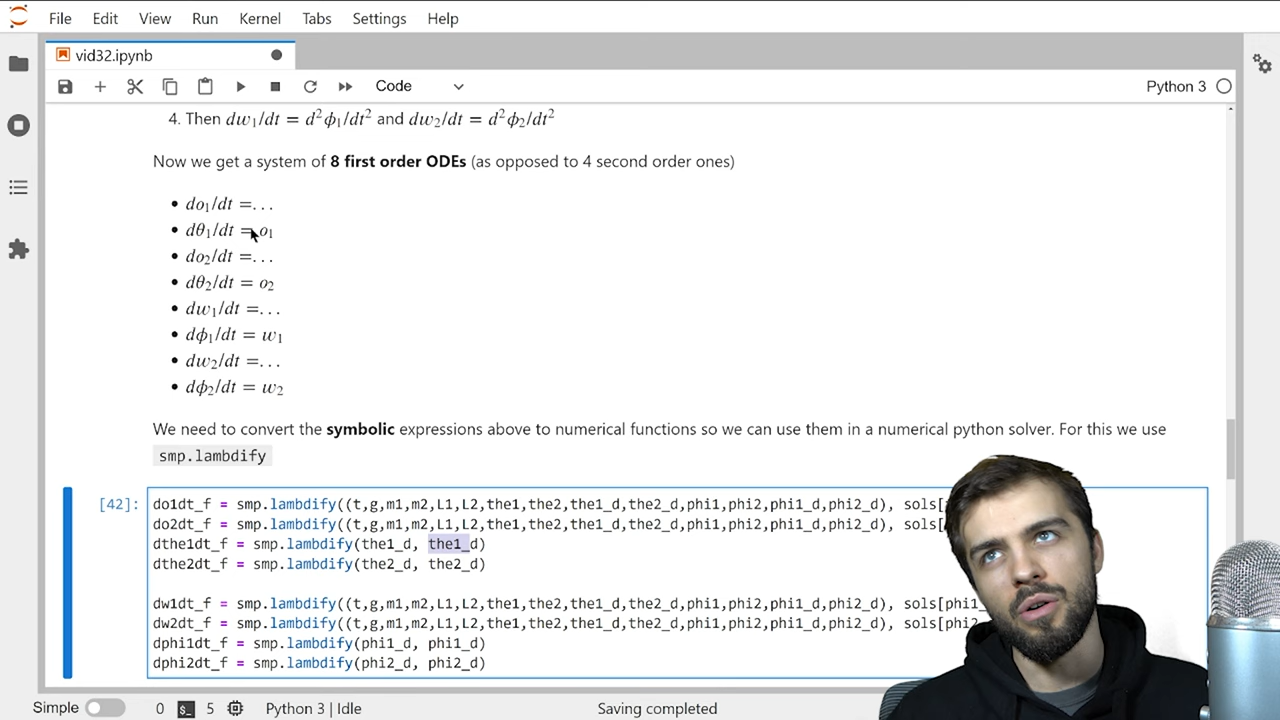 File Edit View Run Kernel Tabs Settings Help
vid32.ipynb
Code
Python 3
4. Then dw₁/dt = d²ϕ₁/dt² and dw₂/dt = d²ϕ₂/dt²
Now we get a system of 8 first order ODEs (as opposed to 4 second order ones)
• do₁/dt =...
• dθ₁/dt = o₁
• do₂/dt =...
• dθ₂/dt = o₂
• dw₁/dt =...
• dϕ₁/dt = w₁
• dw₂/dt =...
• dϕ₂/dt = w₂
We need to convert the symbolic expressions above to numerical functions so we can use them in a numerical python solver. For this we use
smp.lambdify
[42]: do1dt_f = smp.lambdify((t,g,m1,m2,L1,L2,the1,the2,the1_d,the2_d,phi1,phi2,phi1_d,phi2_d), sols[
do2dt_f = smp.lambdify((t,g,m1,m2,L1,L2,the1,the2,the1_d,the2_d,phi1,phi2,phi1_d,phi2_d), sols[
dthe1dt_f = smp.lambdify(the1_d, the1_d)
dthe2dt_f = smp.lambdify(the2_d, the2_d)
dw1dt_f = smp.lambdify((t,g,m1,m2,L1,L2,the1,the2,the1_d,the2_d,phi1,phi2,phi1_d,phi2_d), sols[phi1_
dw2dt_f = smp.lambdify((t,g,m1,m2,L1,L2,the1,the2,the1_d,the2_d,phi1,phi2,phi1_d,phi2_d), sols[phi2_
dphi1dt_f = smp.lambdify(phi1_d, phi1_d)
dphi2dt_f = smp.lambdify(phi2_d, phi2_d)
Simple 0 $_ 5 Python 3 | Idle Saving completed